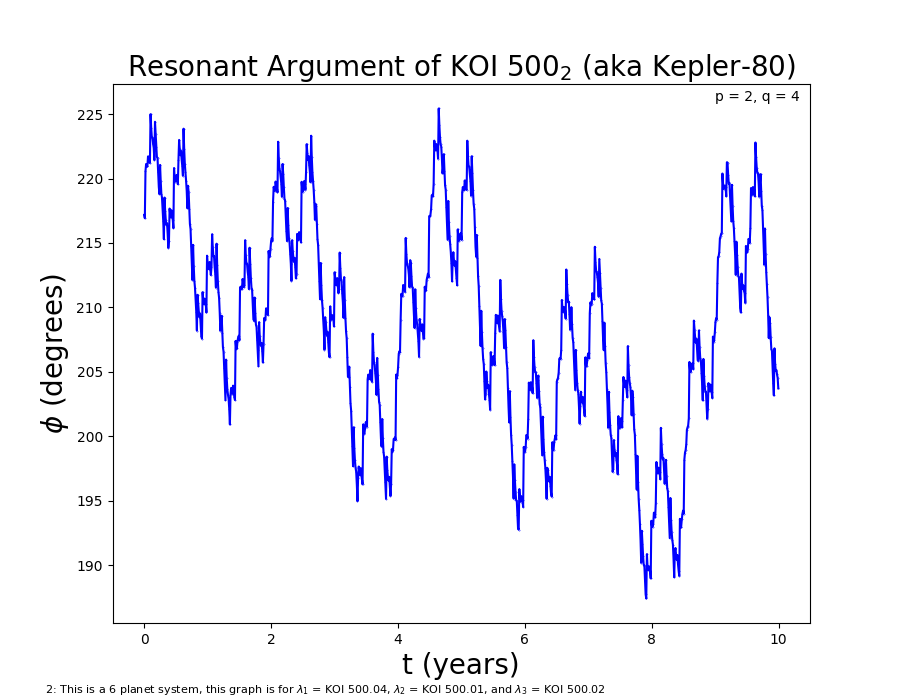 Resonant Argument of KOI 500₂ (aka Kepler-80)
p = 2, q = 4
225
220
215
210
205
200
195
190
ϕ (degrees)
0 2 4 6 8 10
t (years)
2: This is a 6 planet system, this graph is for λ₁ = KOI 500.04, λ₂ = KOI 500.01, and λ₃ = KOI 500.02